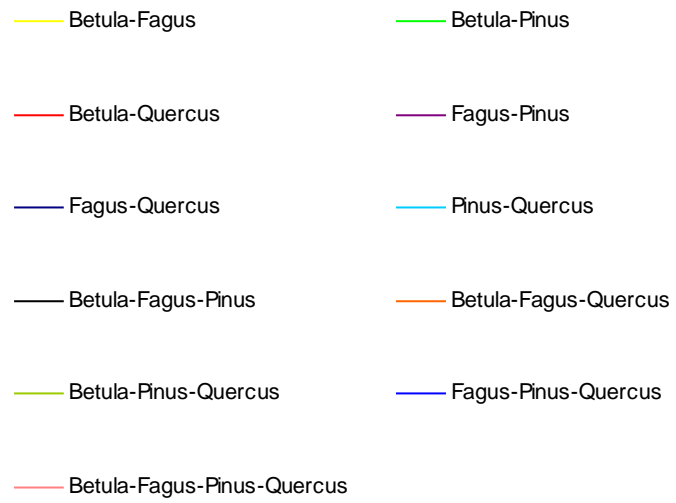 Betula-Fagus
Betula-Pinus
Betula-Quercus
Fagus-Pinus
Fagus-Quercus
Pinus-Quercus
Betula-Fagus-Pinus
Betula-Fagus-Quercus
Betula-Pinus-Quercus
Fagus-Pinus-Quercus
Betula-Fagus-Pinus-Quercus